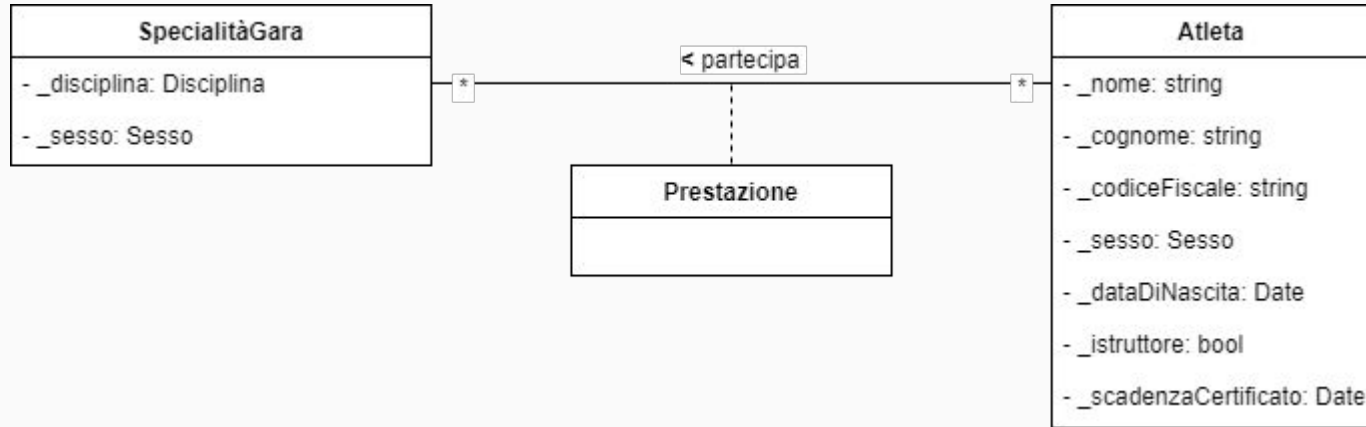 SpecialitàGara
- _disciplina: Disciplina
- _sesso: Sesso
*
< partecipa
*
Prestazione
Atleta
- _nome: string
- _cognome: string
- _codiceFiscale: string
- _sesso: Sesso
- _dataDiNascita: Date
- _istruttore: bool
- _scadenzaCertificato: Date